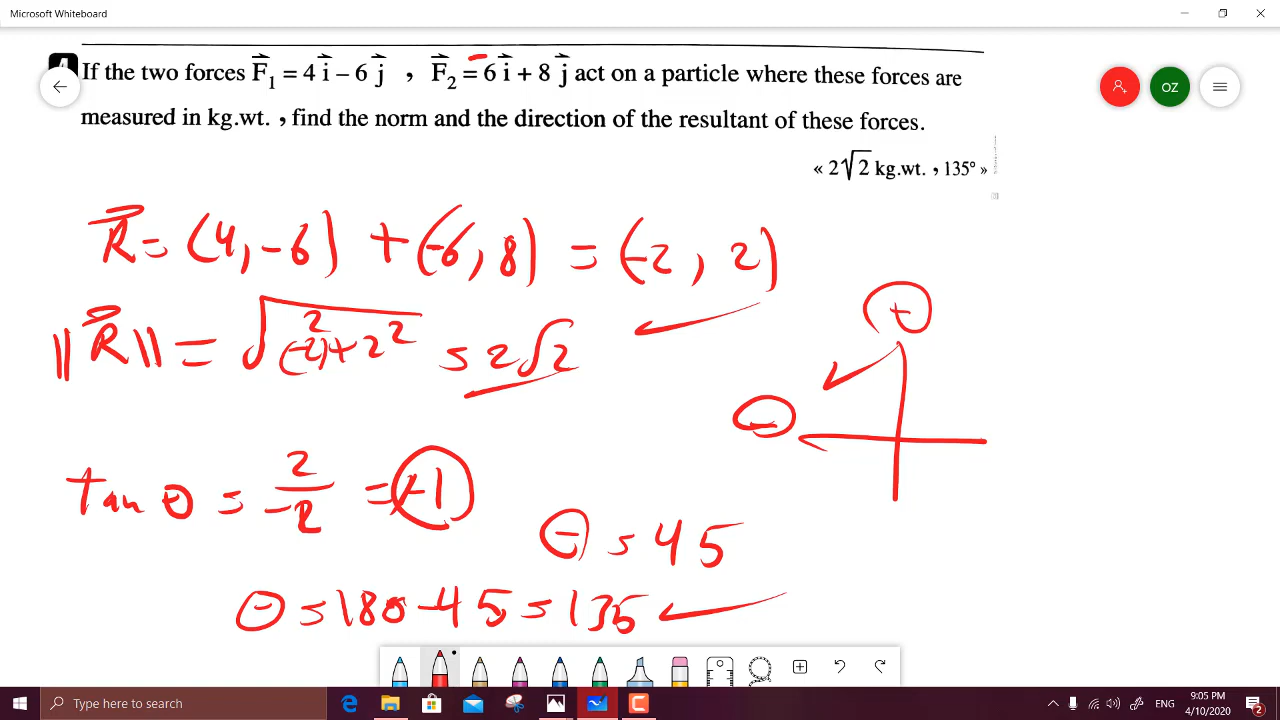 Microsoft Whiteboard
4 If the two forces F₁ = 4 i – 6 j , F₂ = – 6 i + 8 j act on a particle where these forces are
measured in kg.wt. , find the norm and the direction of the resultant of these forces.
« 2√2 kg.wt. , 135° »
OZ
R = (4, -6) + (-6, 8) = (-2, 2)
||R|| = √((-2)² + 2²) = 2√2
+
−
tan θ = 2/-2 = -1
θ = 45
θ = 180 - 45 = 135
Type here to search
ENG
9:05 PM
4/10/2020
2